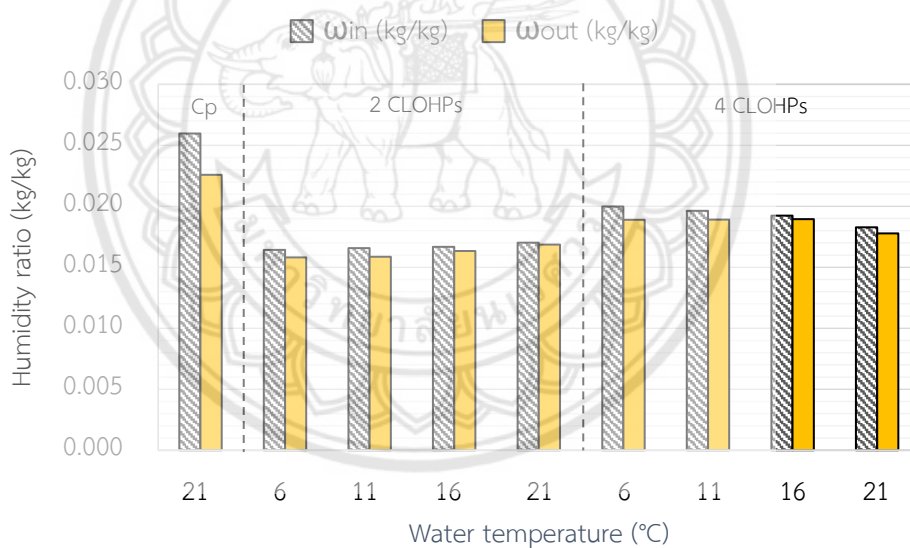 ωin (kg/kg) ωout (kg/kg)
0.030
0.025
0.020
0.015
0.010
0.005
0.000
Humidity ratio (kg/kg)
Cp 2 CLOHPs 4 CLOHPs
21 6 11 16 21 6 11 16 21
Water temperature (°C)